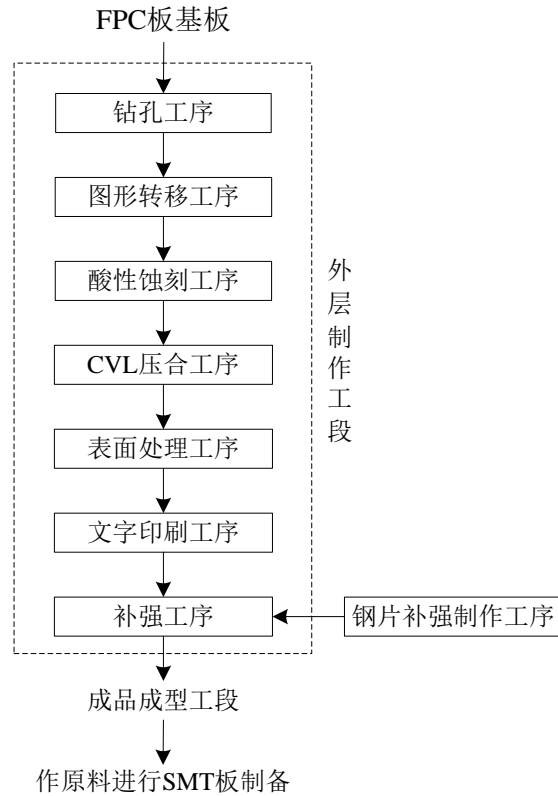 FPC板基板
钻孔工序
图形转移工序
酸性蚀刻工序
CVL压合工序
表面处理工序
文字印刷工序
补强工序
钢片补强制作工序
外层制作工段
成品成型工段
作原料进行SMT板制备